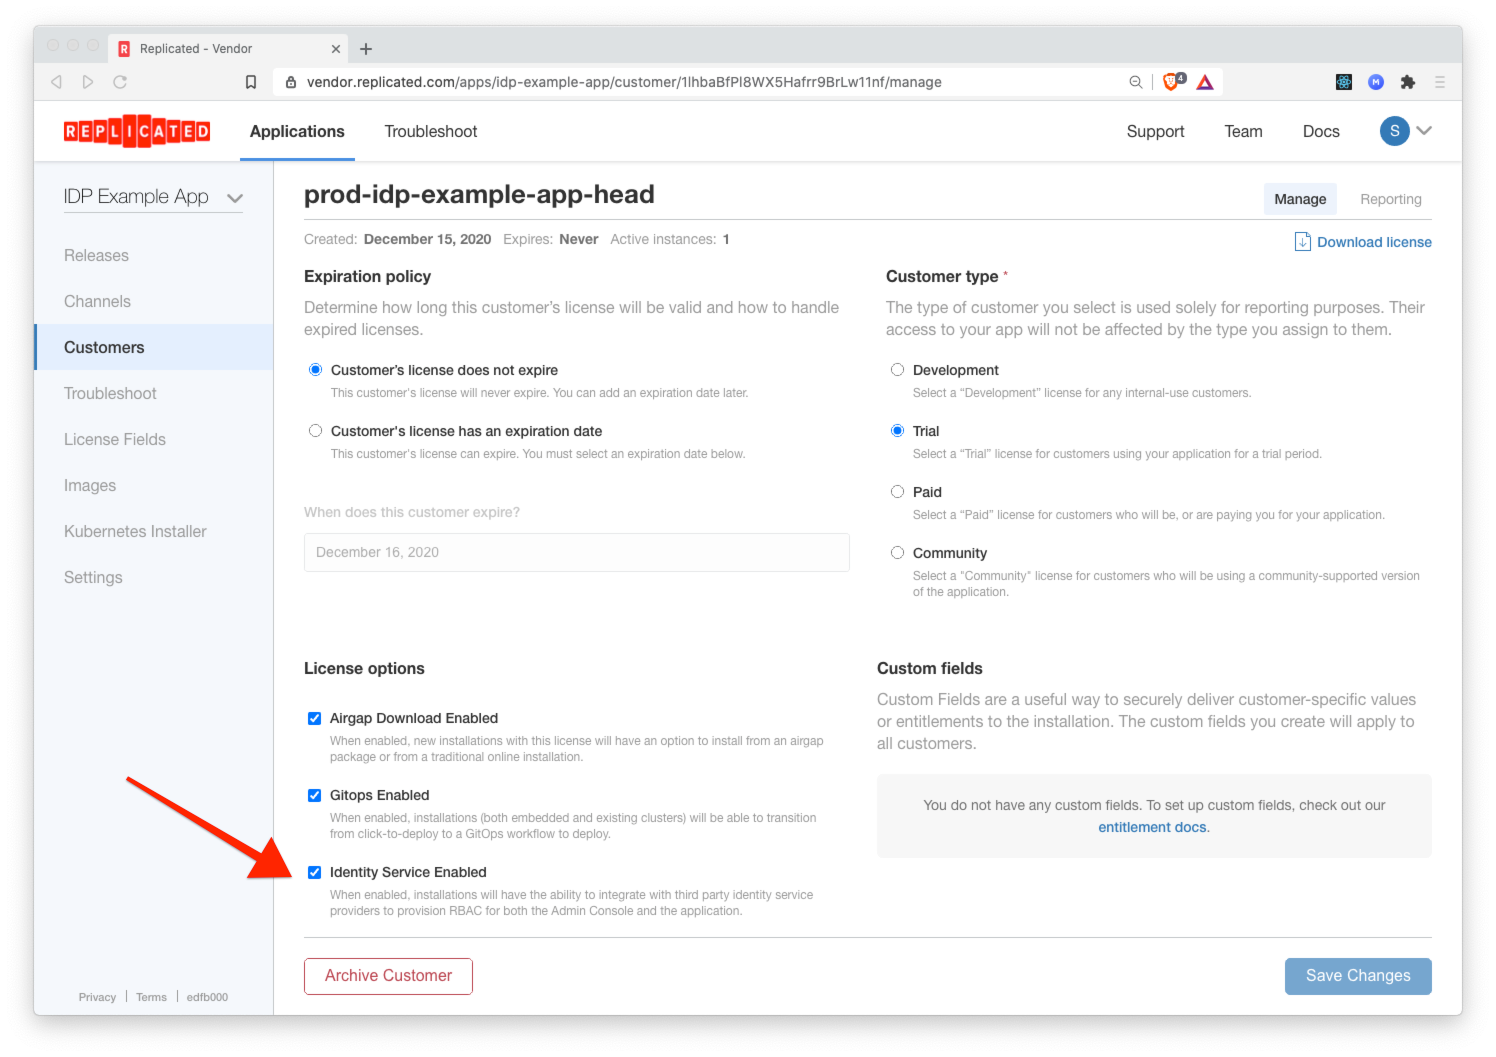 R Replicated - Vendor
vendor.replicated.com/apps/idp-example-app/customer/1lhbaBfPl8WX5Hafrr9BrLw11nf/manage
4
M
REPLICATED
Applications
Troubleshoot
Support
Team
Docs
S
IDP Example App
Releases
Channels
Customers
Troubleshoot
License Fields
Images
Kubernetes Installer
Settings
Privacy | Terms | edfb000
prod-idp-example-app-head
Manage
Reporting
Created: December 15, 2020 Expires: Never Active instances: 1
Download license
Expiration policy
Determine how long this customer's license will be valid and how to handle
expired licenses.
Customer's license does not expire
This customer's license will never expire. You can add an expiration date later.
Customer's license has an expiration date
This customer's license can expire. You must select an expiration date below.
When does this customer expire?
December 16, 2020
Customer type *
The type of customer you select is used solely for reporting purposes. Their
access to your app will not be affected by the type you assign to them.
Development
Select a “Development” license for any internal-use customers.
Trial
Select a “Trial” license for customers using your application for a trial period.
Paid
Select a “Paid” license for customers who will be, or are paying you for your application.
Community
Select a "Community" license for customers who will be using a community-supported version
of the application.
License options
Airgap Download Enabled
When enabled, new installations with this license will have an option to install from an airgap
package or from a traditional online installation.
Gitops Enabled
When enabled, installations (both embedded and existing clusters) will be able to transition
from click-to-deploy to a GitOps workflow to deploy.
Identity Service Enabled
When enabled, installations will have the ability to integrate with third party identity service
providers to provision RBAC for both the Admin Console and the application.
Custom fields
Custom Fields are a useful way to securely deliver customer-specific values
or entitlements to the installation. The custom fields you create will apply to
all customers.
You do not have any custom fields. To set up custom fields, check out our
entitlement docs.
Archive Customer
Save Changes